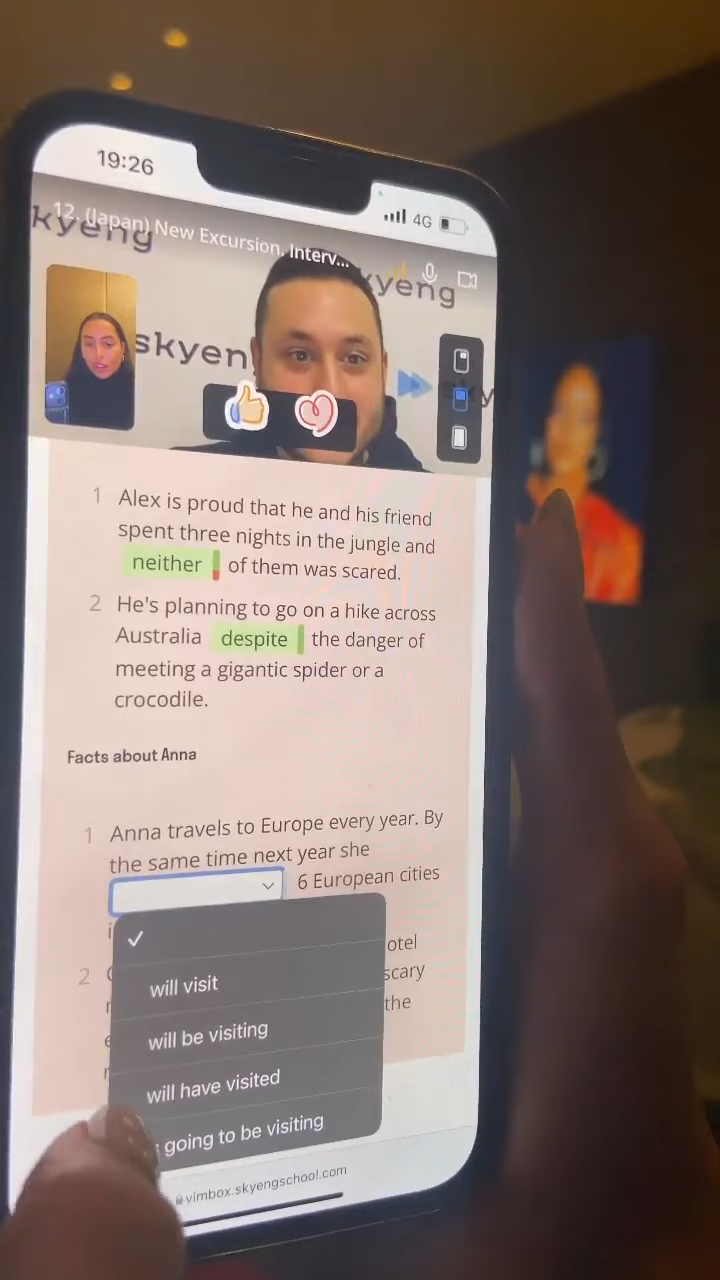 19:26
4G
12. (Japan) New Excursion. Interv...
kyeng
kyeng
skyen
1 Alex is proud that he and his friend
spent three nights in the jungle and
neither of them was scared.
2 He's planning to go on a hike across
Australia despite the danger of
meeting a gigantic spider or a
crocodile.
Facts about Anna
1 Anna travels to Europe every year. By
the same time next year she
6 European cities
otel
2 scary
the
will visit
will be visiting
will have visited
going to be visiting
vimbox.skyengschool.com